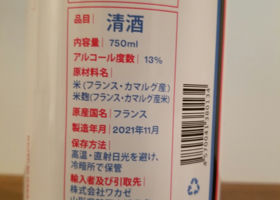 品目 清酒
内容量 750ml
アルコール度数 13%
原材料名
米(フランス・カマルグ産)
米麹(フランス・カマルグ産米)
原産国名 フランス
製造年月 2021年11月
保存方法
高温・直射日光を避け、
冷暗所で保管
輸入者及び引取先
株式会社ワカゼ